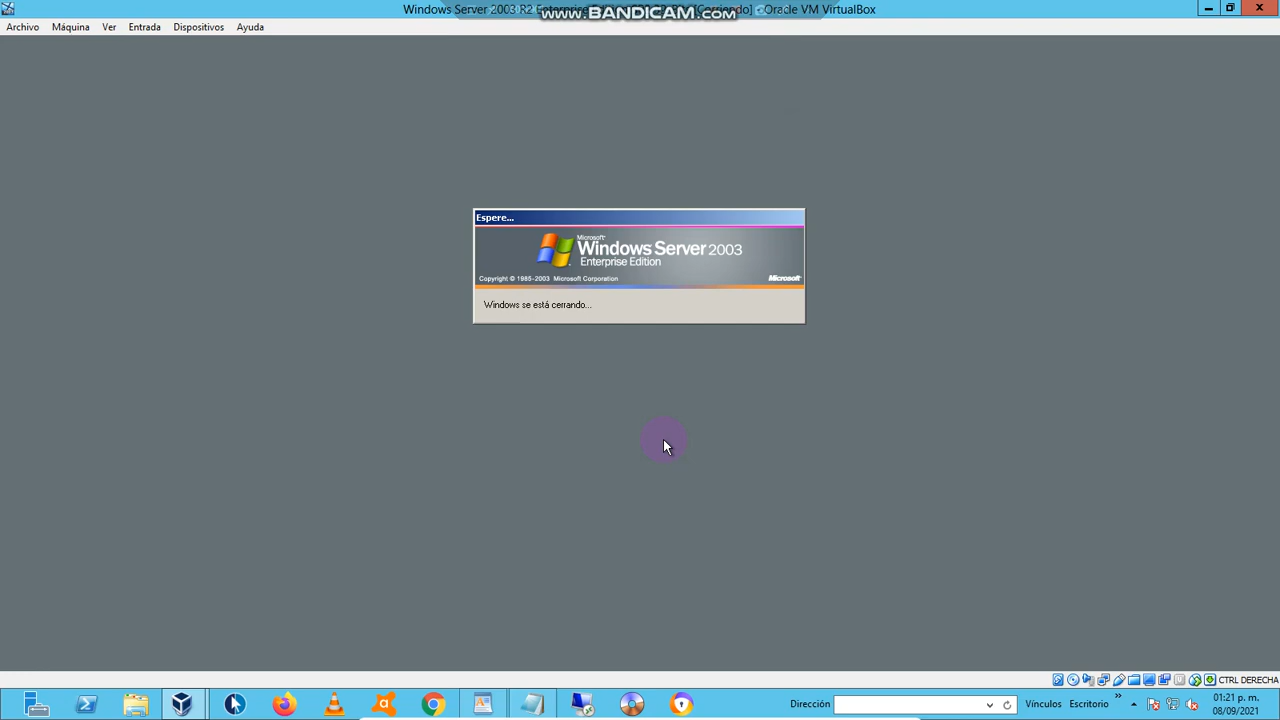 Windows Server 2003 R2 Enterprise
Corriendo] - Oracle VM VirtualBox
www.BANDICAM.com
Archivo Máquina Ver Entrada Dispositivos Ayuda
Espere...
Microsoft®
Windows Server 2003
Enterprise Edition
Copyright © 1985-2003 Microsoft Corporation
Microsoft
Windows se está cerrando...
CTRL DERECHA
Dirección
Vínculos
Escritorio
»
01:21 p. m.
08/09/2021